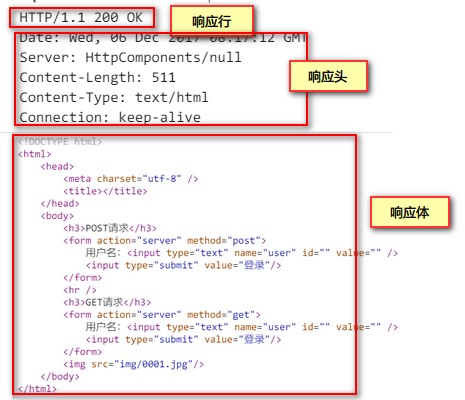 HTTP/1.1 200 OK
响应行
Date: Wed, 06 Dec 2017 08:17:12 GMT
Server: HttpComponents/null
响应头
Content-Length: 511
Content-Type: text/html
Connection: keep-alive
<!DOCTYPE html>
<html>
<head>
<meta charset="utf-8" />
<title></title>
</head>
<body>
响应体
<h3>POST请求</h3>
<form action="server" method="post">
用户名: <input type="text" name="user" id="" value="" />
<input type="submit" value="登录"/>
</form>
<hr />
<h3>GET请求</h3>
<form action="server" method="get">
用户名: <input type="text" name="user" id="" value="" />
<input type="submit" value="登录"/>
</form>
<img src="img/0001.jpg"/>
</body>
</html>